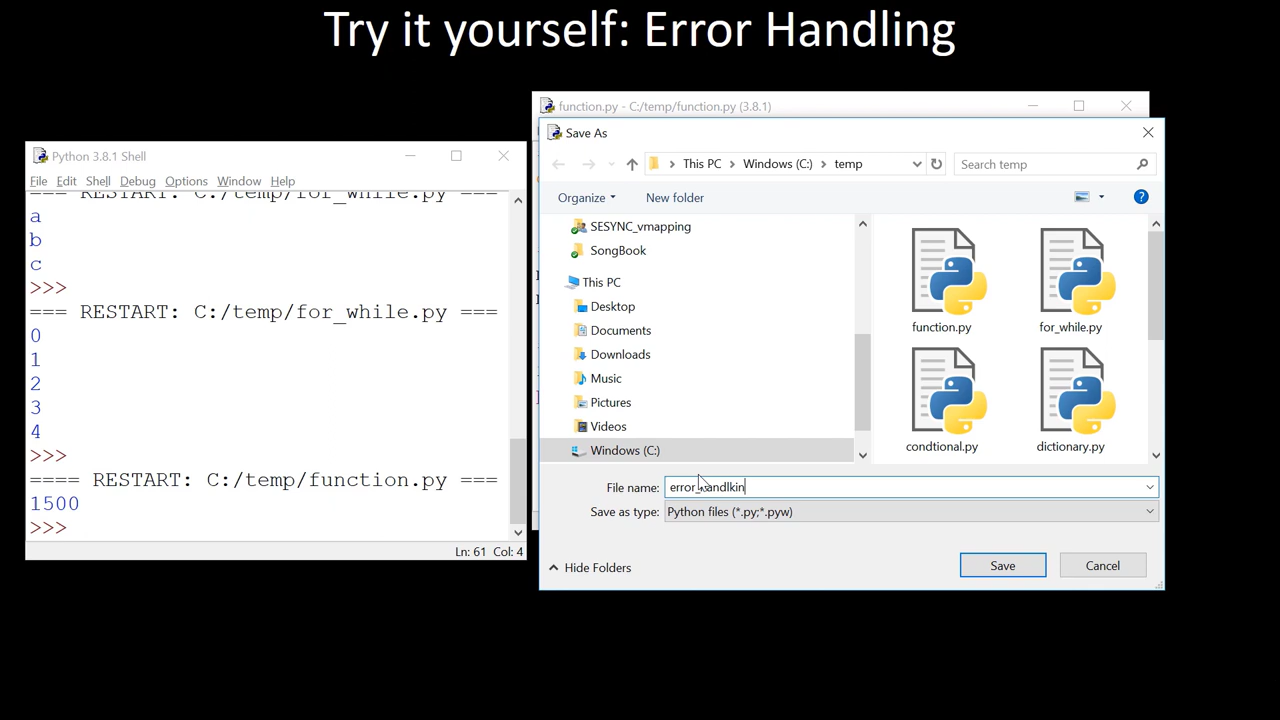 Try it yourself: Error Handling
Python 3.8.1 Shell
File Edit Shell Debug Options Window Help
=== RESTART: C:/temp/for_while.py ===
a
b
c
>>>
=== RESTART: C:/temp/for_while.py ===
0
1
2
3
4
>>>
==== RESTART: C:/temp/function.py ===
1500
>>>
Ln: 61 Col: 4
function.py - C:/temp/function.py (3.8.1)
Save As
This PC > Windows (C:) > temp
Search temp
Organize
New folder
SESYNC_vmapping
SongBook
This PC
Desktop
Documents
Downloads
Music
Pictures
Videos
Windows (C:)
function.py
for_while.py
condtional.py
dictionary.py
File name: error_handlkin
Save as type: Python files (*.py;*.pyw)
Hide Folders
Save
Cancel